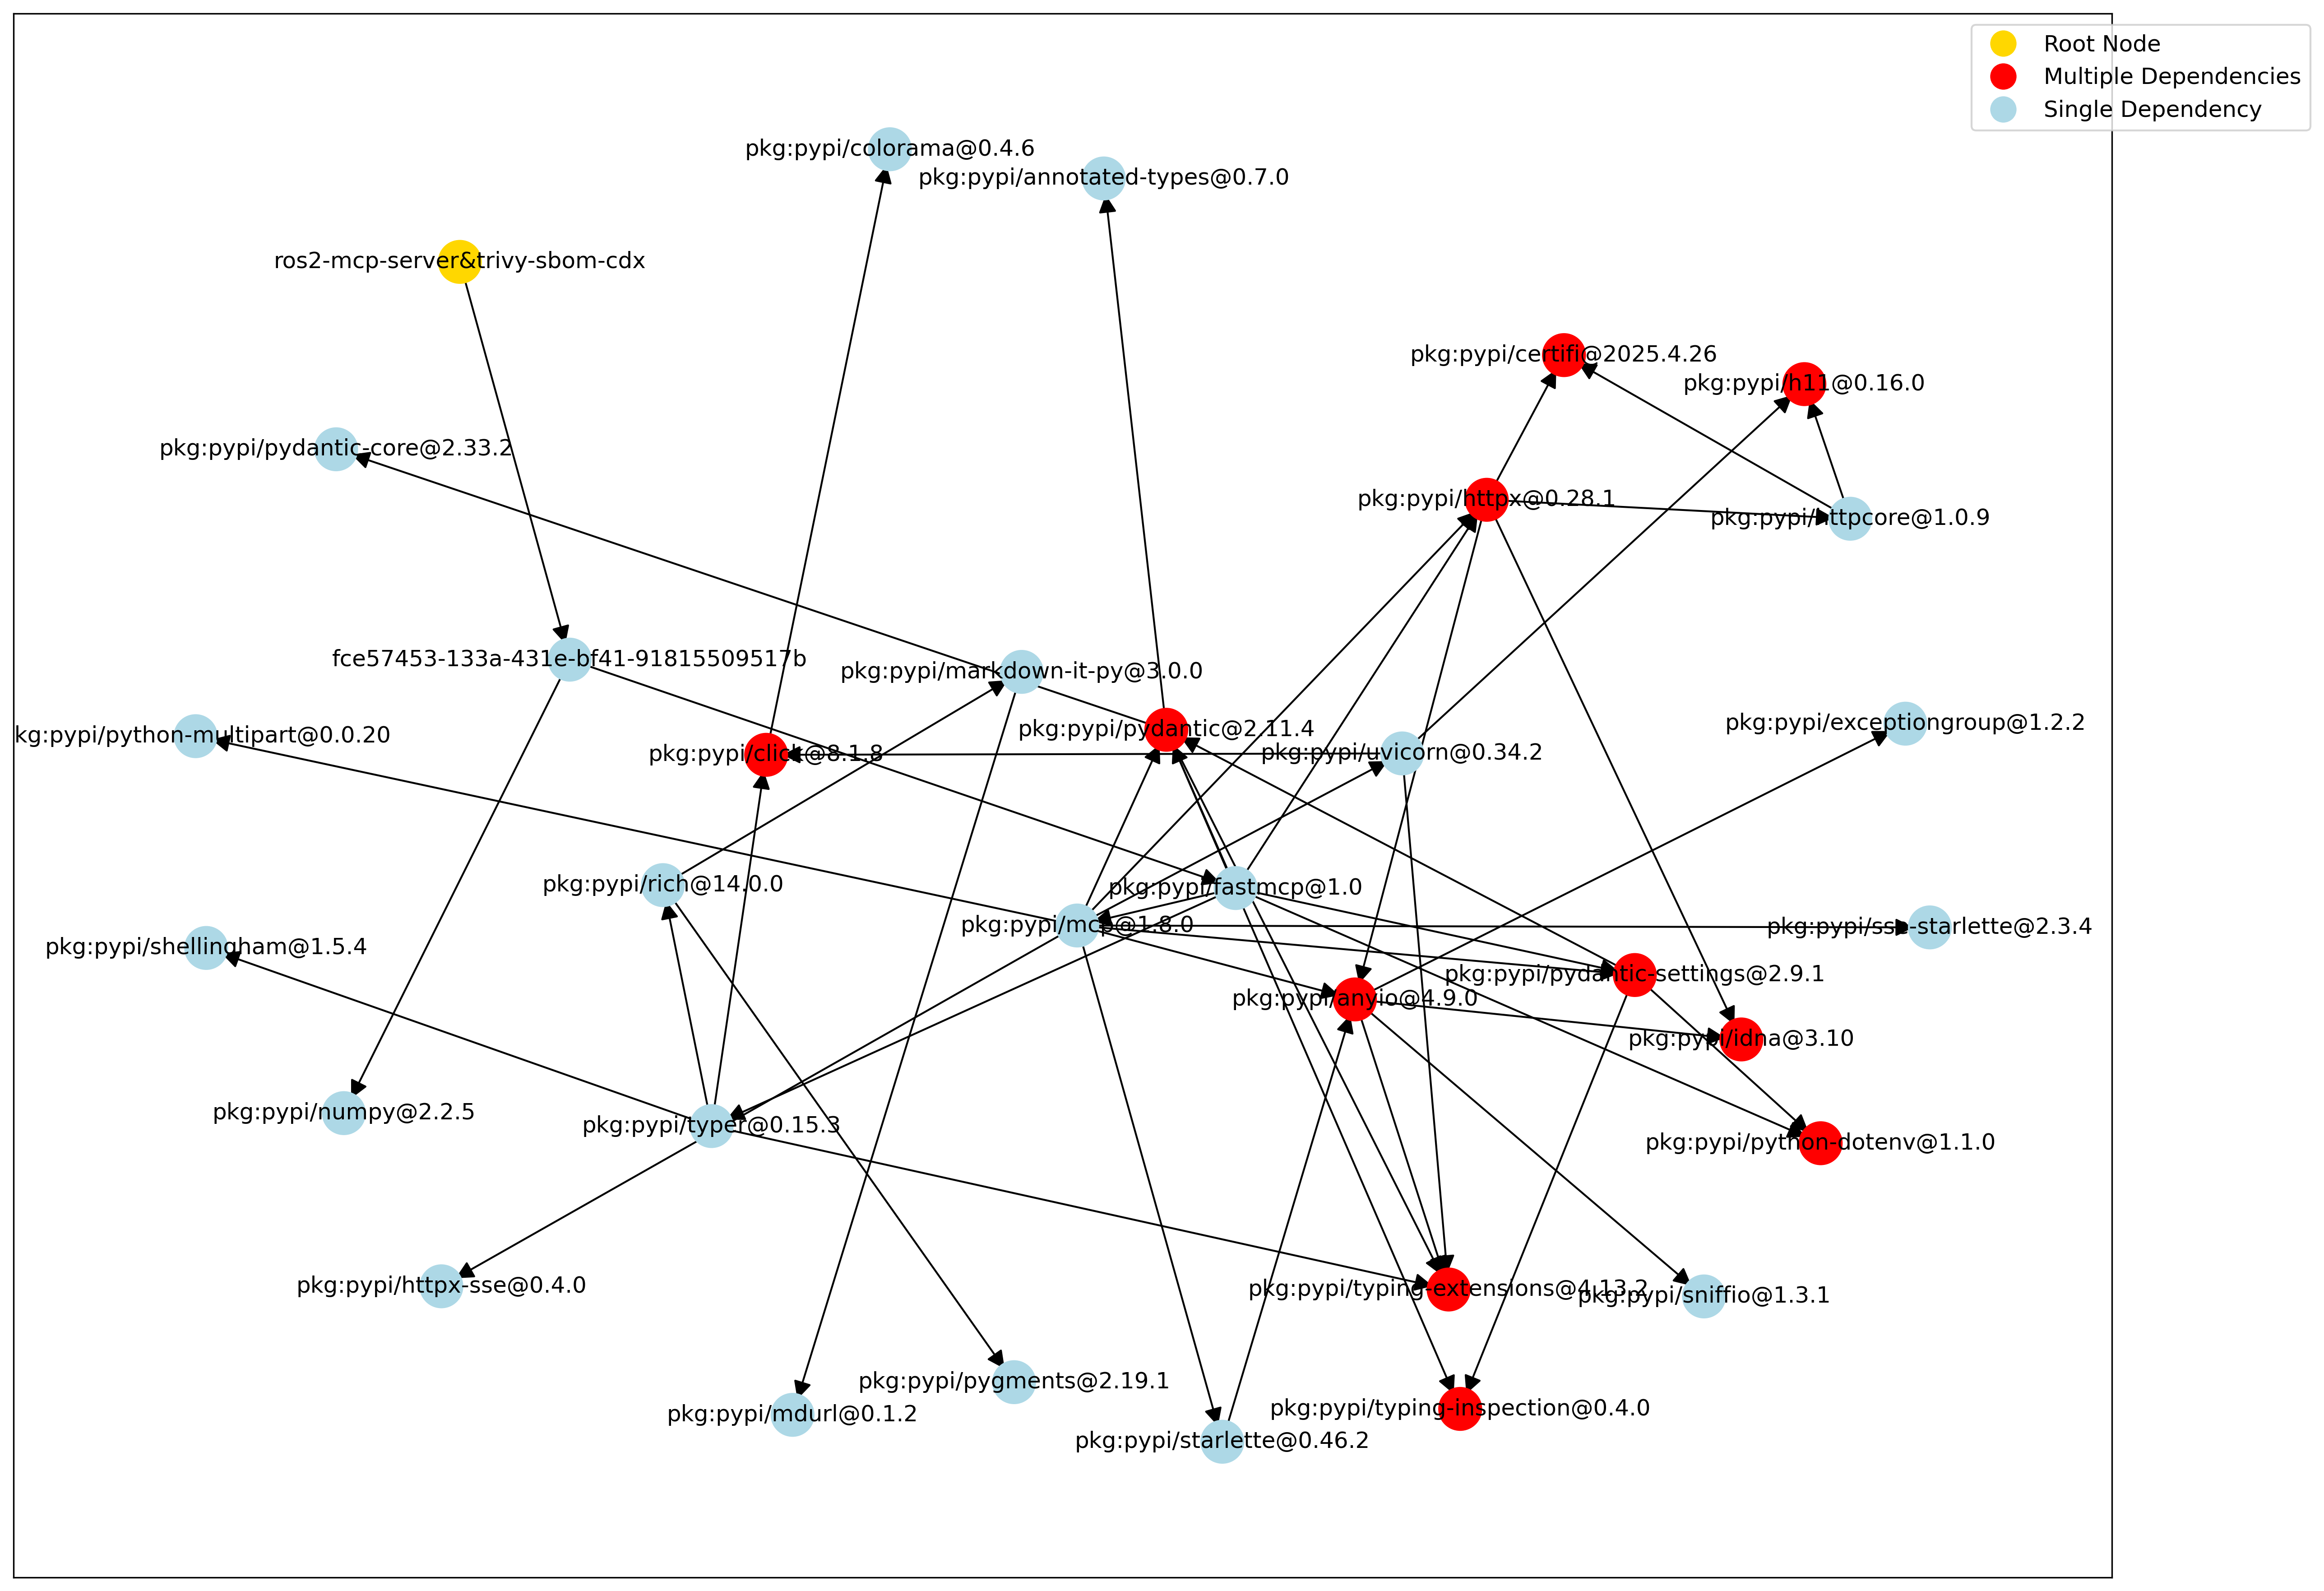 Root Node
Multiple Dependencies
Single Dependency
pkg:pypi/colorama@0.4.6
pkg:pypi/annotated-types@0.7.0
ros2-mcp-server&trivy-sbom-cdx
pkg:pypi/certifi@2025.4.26
pkg:pypi/h11@0.16.0
pkg:pypi/pydantic-core@2.33.2
pkg:pypi/httpx@0.28.1
pkg:pypi/httpcore@1.0.9
fce57453-133a-431e-bf41-91815509517b
pkg:pypi/markdown-it-py@3.0.0
kg:pypi/python-multipart@0.0.20
pkg:pypi/pydantic@2.11.4
pkg:pypi/exceptiongroup@1.2.2
pkg:pypi/click@8.1.8
pkg:pypi/uvicorn@0.34.2
pkg:pypi/rich@14.0.0
pkg:pypi/fastmcp@1.0
pkg:pypi/mcp@1.8.0
pkg:pypi/sse-starlette@2.3.4
pkg:pypi/shellingham@1.5.4
pkg:pypi/pydantic-settings@2.9.1
pkg:pypi/anyio@4.9.0
pkg:pypi/idna@3.10
pkg:pypi/numpy@2.2.5
pkg:pypi/typer@0.15.3
pkg:pypi/python-dotenv@1.1.0
pkg:pypi/httpx-sse@0.4.0
pkg:pypi/typing-extensions@4.13.2
pkg:pypi/sniffio@1.3.1
pkg:pypi/pygments@2.19.1
pkg:pypi/mdurl@0.1.2
pkg:pypi/typing-inspection@0.4.0
pkg:pypi/starlette@0.46.2